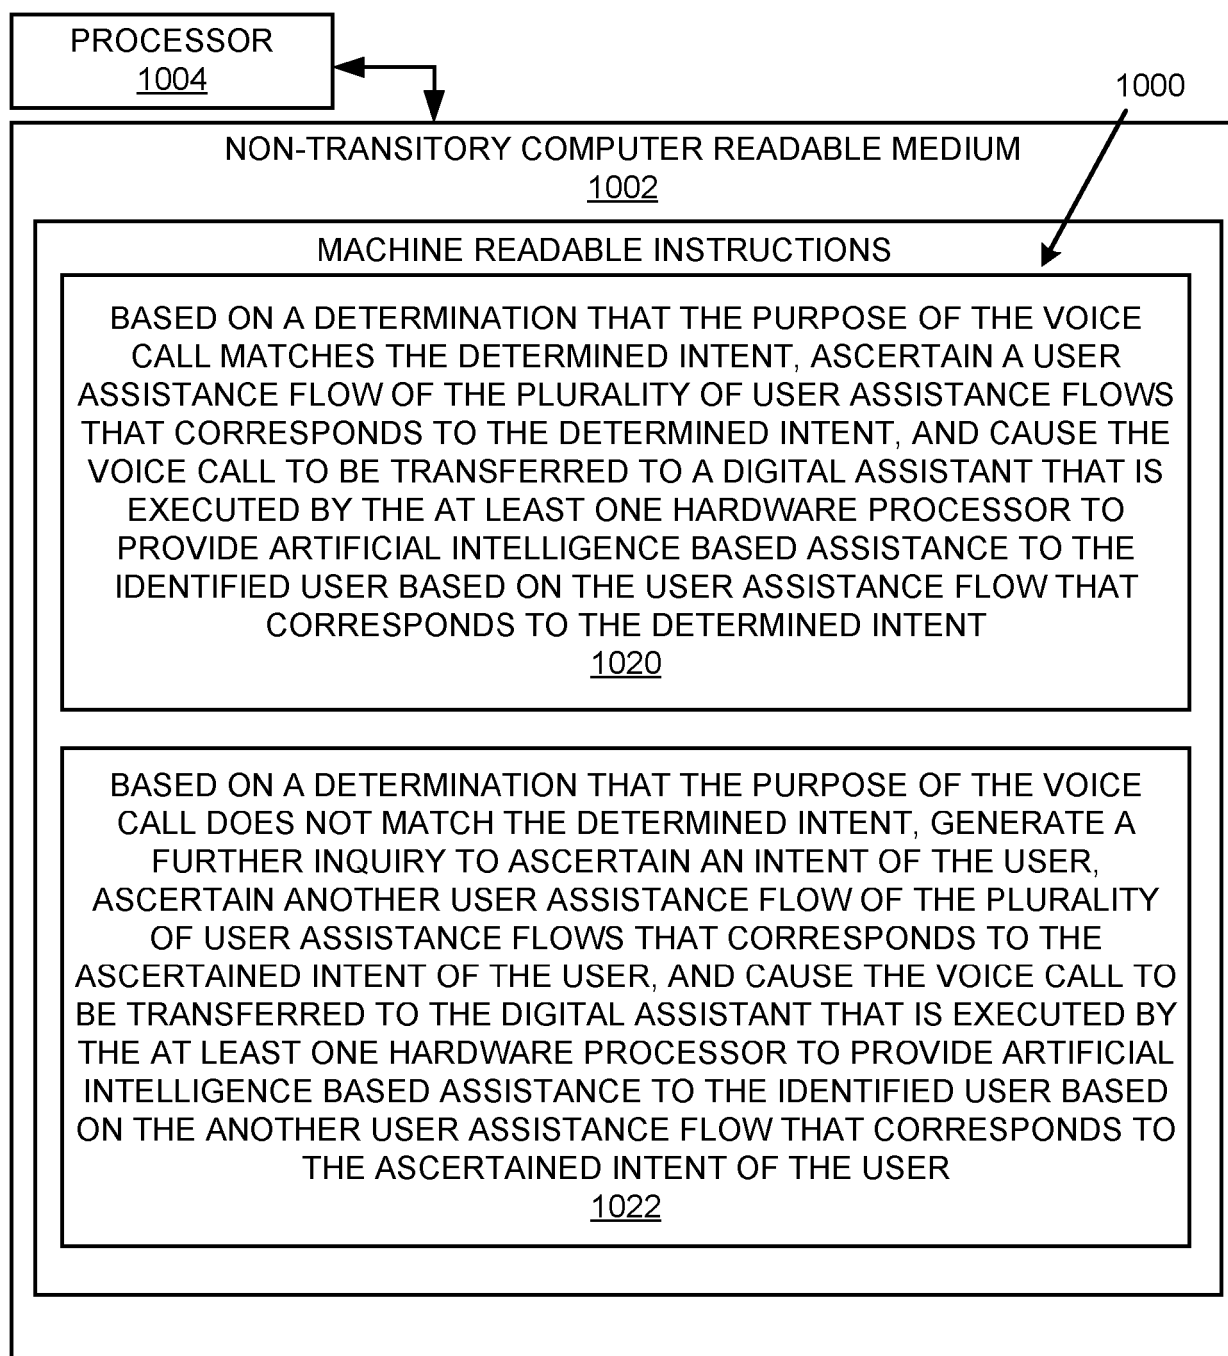 PROCESSOR
1004
1000
NON-TRANSITORY COMPUTER READABLE MEDIUM
1002
MACHINE READABLE INSTRUCTIONS
BASED ON A DETERMINATION THAT THE PURPOSE OF THE VOICE
CALL MATCHES THE DETERMINED INTENT, ASCERTAIN A USER
ASSISTANCE FLOW OF THE PLURALITY OF USER ASSISTANCE FLOWS
THAT CORRESPONDS TO THE DETERMINED INTENT, AND CAUSE THE
VOICE CALL TO BE TRANSFERRED TO A DIGITAL ASSISTANT THAT IS
EXECUTED BY THE AT LEAST ONE HARDWARE PROCESSOR TO
PROVIDE ARTIFICIAL INTELLIGENCE BASED ASSISTANCE TO THE
IDENTIFIED USER BASED ON THE USER ASSISTANCE FLOW THAT
CORRESPONDS TO THE DETERMINED INTENT
1020
BASED ON A DETERMINATION THAT THE PURPOSE OF THE VOICE
CALL DOES NOT MATCH THE DETERMINED INTENT, GENERATE A
FURTHER INQUIRY TO ASCERTAIN AN INTENT OF THE USER,
ASCERTAIN ANOTHER USER ASSISTANCE FLOW OF THE PLURALITY
OF USER ASSISTANCE FLOWS THAT CORRESPONDS TO THE
ASCERTAINED INTENT OF THE USER, AND CAUSE THE VOICE CALL TO
BE TRANSFERRED TO THE DIGITAL ASSISTANT THAT IS EXECUTED BY
THE AT LEAST ONE HARDWARE PROCESSOR TO PROVIDE ARTIFICIAL
INTELLIGENCE BASED ASSISTANCE TO THE IDENTIFIED USER BASED
ON THE ANOTHER USER ASSISTANCE FLOW THAT CORRESPONDS TO
THE ASCERTAINED INTENT OF THE USER
1022